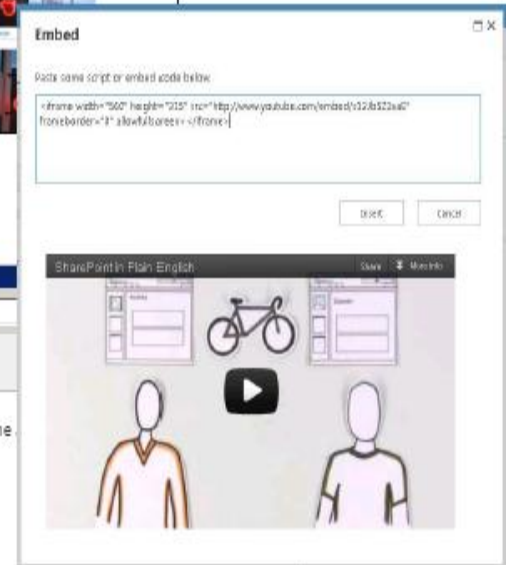 Embed
Paste some script or embed code below
<iframe width="560" height="315" src="http://www.youtube.com/embed/
frameborder="0" allowfullscreen></iframe>
Insert Cancel
SharePoint in Plain English Share More Info